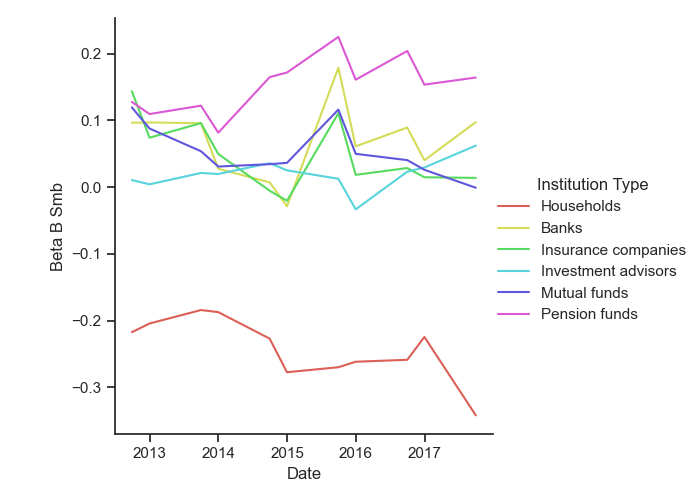 0.2
0.1
0.0
−0.1
−0.2
−0.3
Beta B Smb
2013 2014 2015 2016 2017
Date
Institution Type
Households
Banks
Insurance companies
Investment advisors
Mutual funds
Pension funds